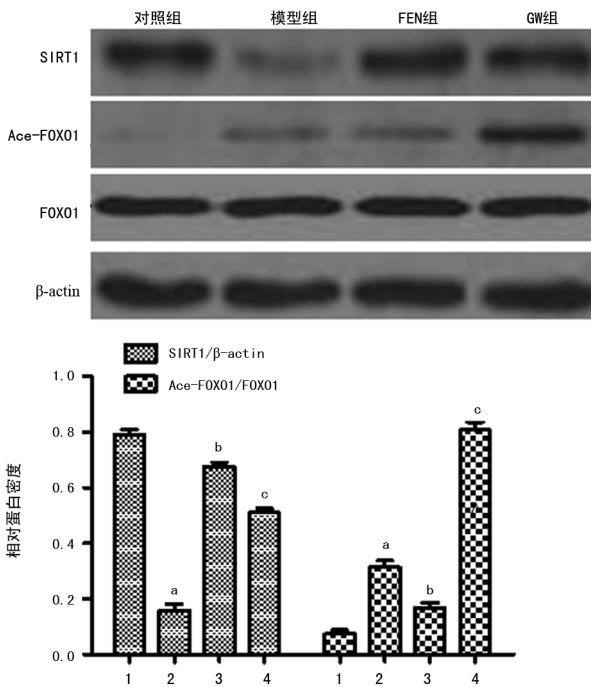 对照组 模型组 FEN组 GW组
SIRT1
Ace-FOXO1
FOXO1
β-actin
SIRT1/β-actin
Ace-FOXO1/FOXO1
相对蛋白密度
1.0
0.8
0.6
0.4
0.2
0.0
a b c a b c
1 2 3 4 1 2 3 4